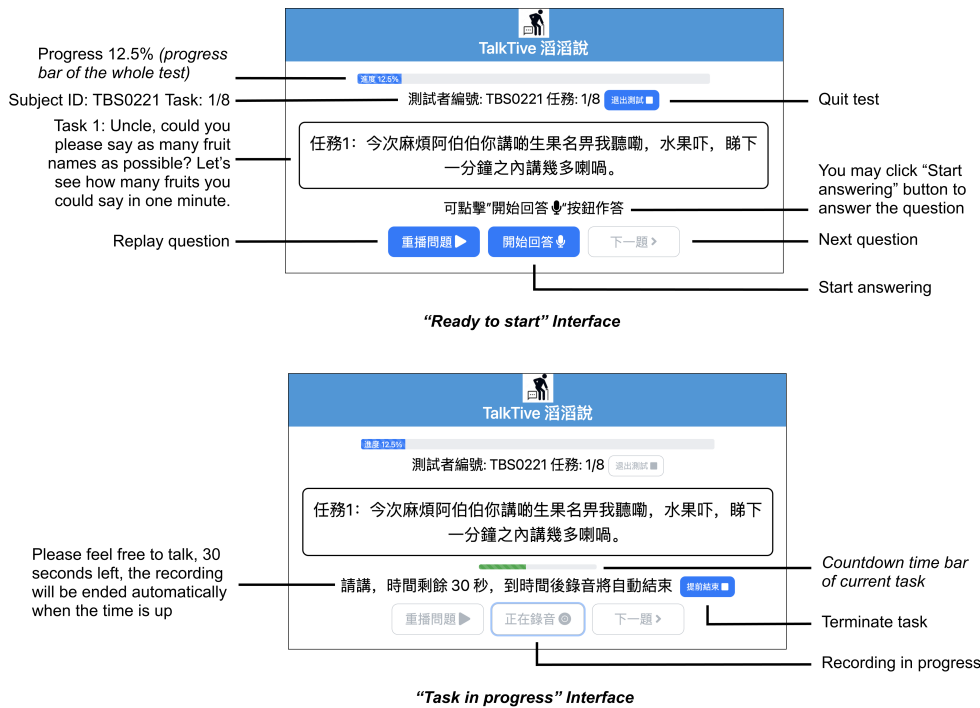 TalkTive 滔滔說
Progress 12.5% (progress
bar of the whole test)
進度 12.5%
Subject ID: TBS0221 Task: 1/8
測試者編號: TBS0221 任務: 1/8
退出測試
Quit test
Task 1: Uncle, could you
please say as many fruit
names as possible? Let's
see how many fruits you
could say in one minute.
任務1：今次麻煩阿伯伯你講啲生果名畀我聽嘞，水果吓，睇下
一分鐘之內講幾多喇喎。
You may click “Start
answering” button to
answer the question
可點擊"開始回答"按鈕作答
Replay question
重播問題
開始回答
下一題
Next question
Start answering
“Ready to start” Interface
TalkTive 滔滔說
進度 12.5%
測試者編號: TBS0221 任務: 1/8
退出測試
任務1：今次麻煩阿伯伯你講啲生果名畀我聽嘞，水果吓，睇下
一分鐘之內講幾多喇喎。
Please feel free to talk, 30
seconds left, the recording
will be ended automatically
when the time is up
Countdown time bar
of current task
請講，時間剩餘 30 秒，到時間後錄音將自動結束
提前結束
Terminate task
重播問題
正在錄音
下一題
Recording in progress
“Task in progress” Interface